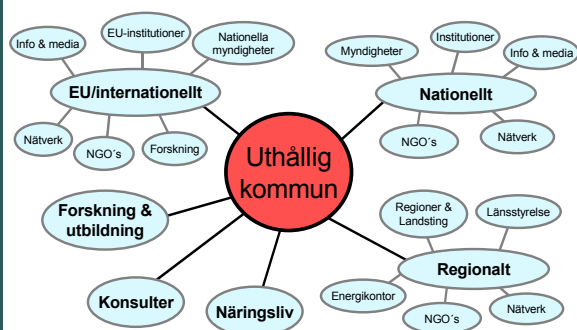 Info & media
EU-institutioner
Nationella
myndigheter
EU/internationellt
Nätverk
NGO´s
Forskning
Myndigheter
Institutioner
Info & media
Nationellt
NGO´s
Nätverk
Uthållig
kommun
Forskning &
utbildning
Konsulter
Näringsliv
Regioner &
Landsting
Länsstyrelse
Regionalt
Energikontor
NGO´s
Nätverk